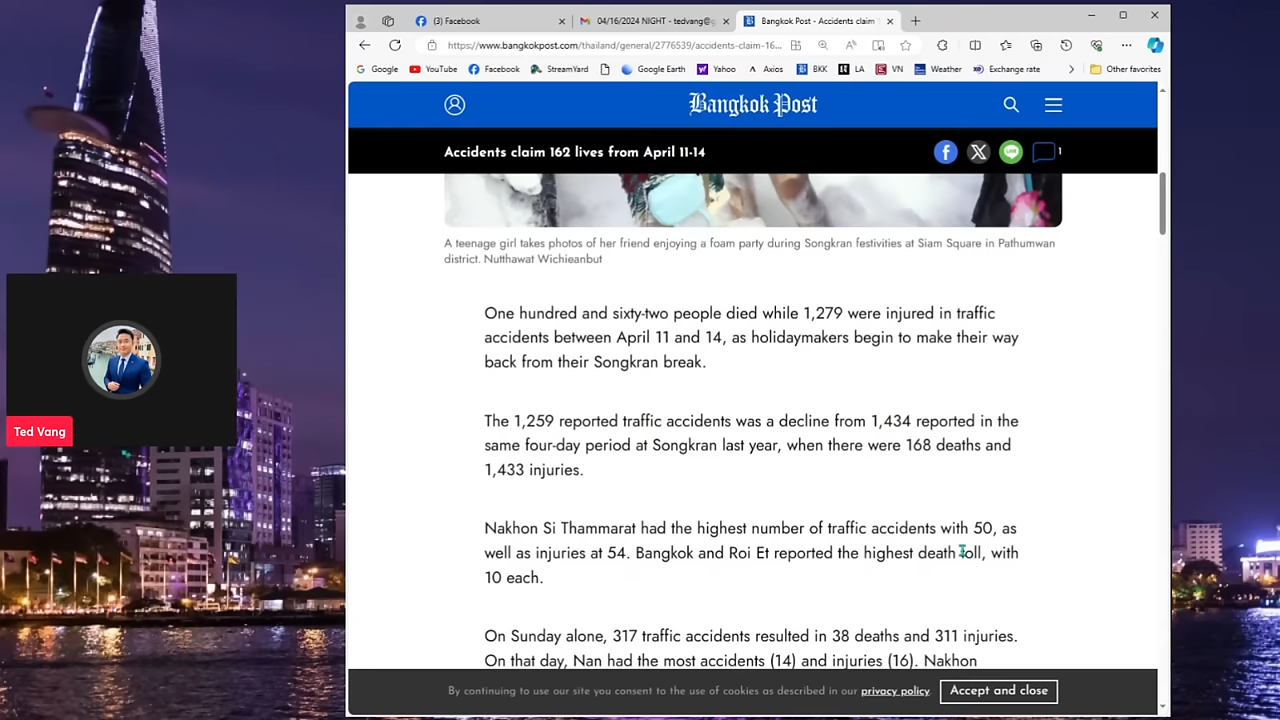 (3) Facebook
04/16/2024 NIGHT - tedvang@g
Bangkok Post - Accidents claim 1
https://www.bangkokpost.com/thailand/general/2776539/accidents-claim-16...
Google YouTube Facebook StreamYard Google Earth Yahoo Axios BKK LA VN Weather Exchange rate Other favorites
Bangkok Post
Accidents claim 162 lives from April 11-14
1
A teenage girl takes photos of her friend enjoying a foam party during Songkran festivities at Siam Square in Pathumwan
district. Nutthawat Wichieanbut
One hundred and sixty-two people died while 1,279 were injured in traffic
accidents between April 11 and 14, as holidaymakers begin to make their way
back from their Songkran break.
The 1,259 reported traffic accidents was a decline from 1,434 reported in the
same four-day period at Songkran last year, when there were 168 deaths and
1,433 injuries.
Nakhon Si Thammarat had the highest number of traffic accidents with 50, as
well as injuries at 54. Bangkok and Roi Et reported the highest death toll, with
10 each.
On Sunday alone, 317 traffic accidents resulted in 38 deaths and 311 injuries.
On that day, Nan had the most accidents (14) and injuries (16). Nakhon
By continuing to use our site you consent to the use of cookies as described in our privacy policy.
Accept and close
Ted Vang